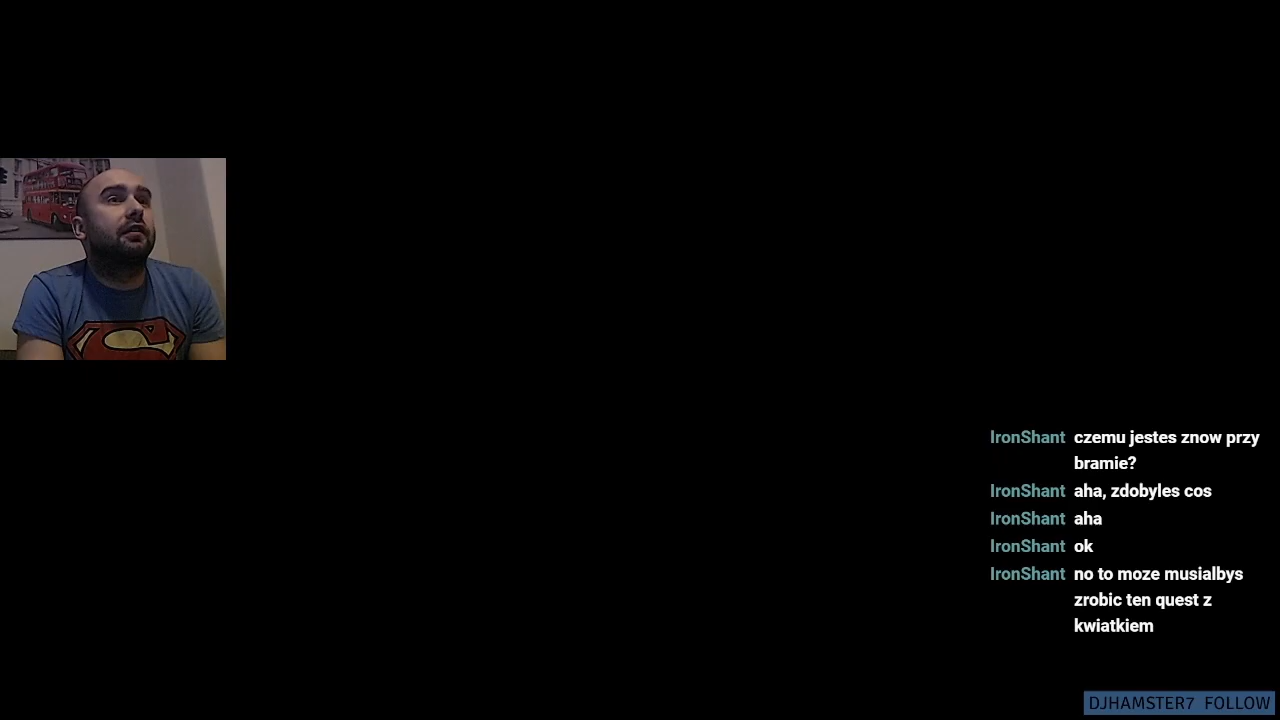 IronShant czemu jestes znow przy
bramie?
IronShant aha, zdobyles cos
IronShant aha
IronShant ok
IronShant no to moze musialbys
zrobic ten quest z
kwiatkiem
DJHAMSTER7 FOLLOW